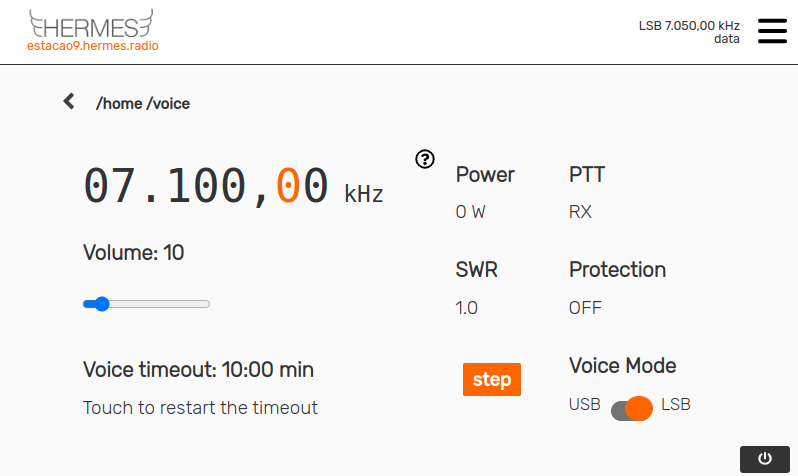 HERMES
estacao9.hermes.radio
LSB 7.050,00 kHz
data
/home /voice
07.100,00 kHz
?
Power
PTT
0 W
RX
Volume: 10
SWR
Protection
1.0
OFF
Voice timeout: 10:00 min
Touch to restart the timeout
step
Voice Mode
USB
LSB